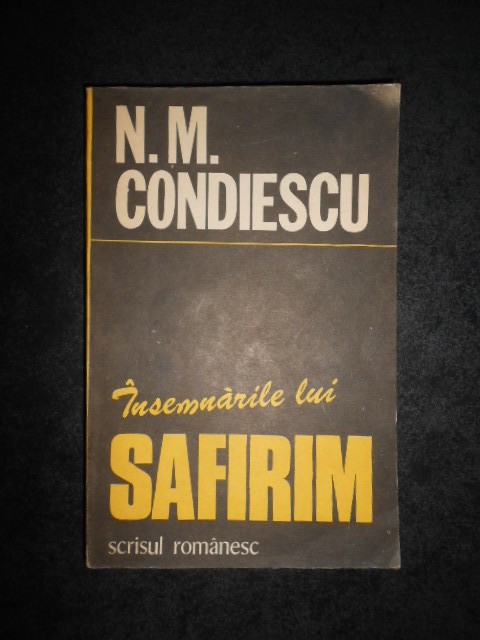 N. M.
CONDIESCU
Însemnările lui
SAFIRIM
scrisul românesc